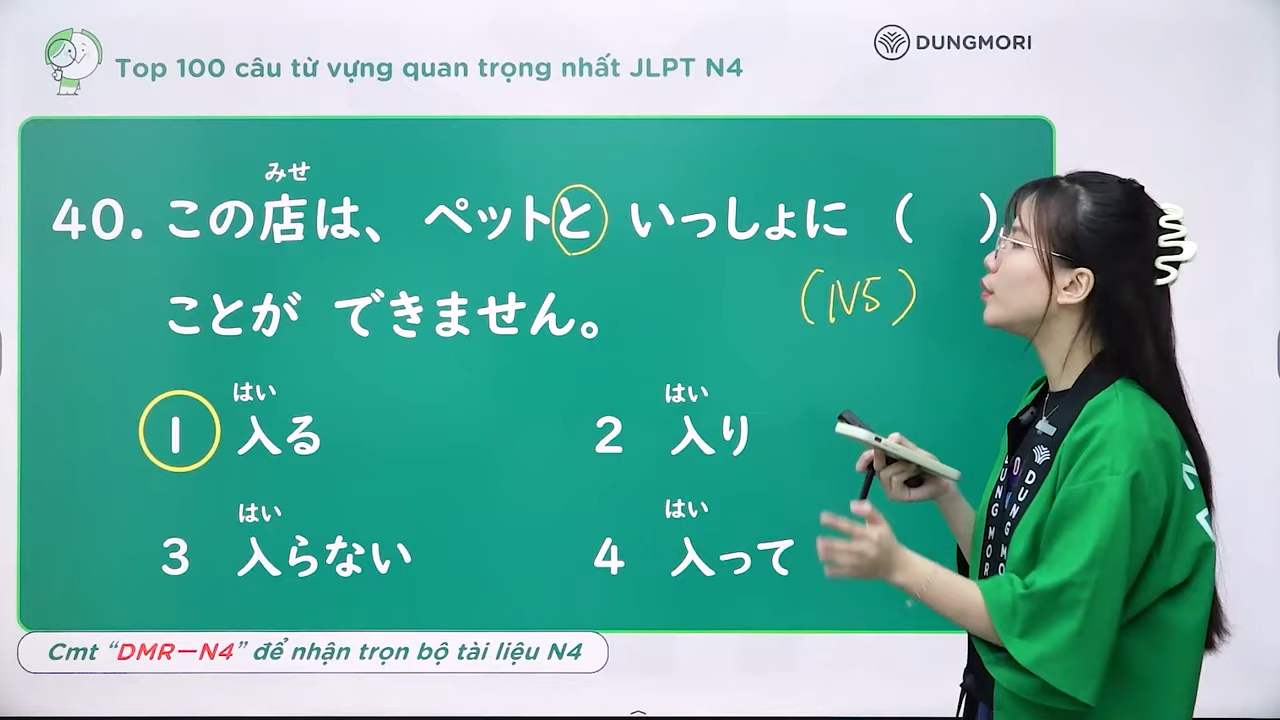 Top 100 câu từ vựng quan trọng nhất JLPT N4
DUNGMORI
みせ
40. この店は、ペットと いっしょに ( )
ことが できません。
(N5)
はい
1 入る
はい
2 入り
はい
3 入らない
はい
4 入って
DUNGMORI
DUNGMO
Cmt “DMR－N4” để nhận trọn bộ tài liệu N4